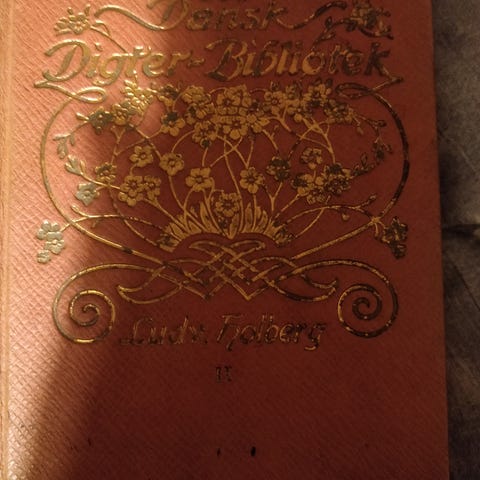 Dansk
Digter-Bibliotek
Ludv. Holberg
II